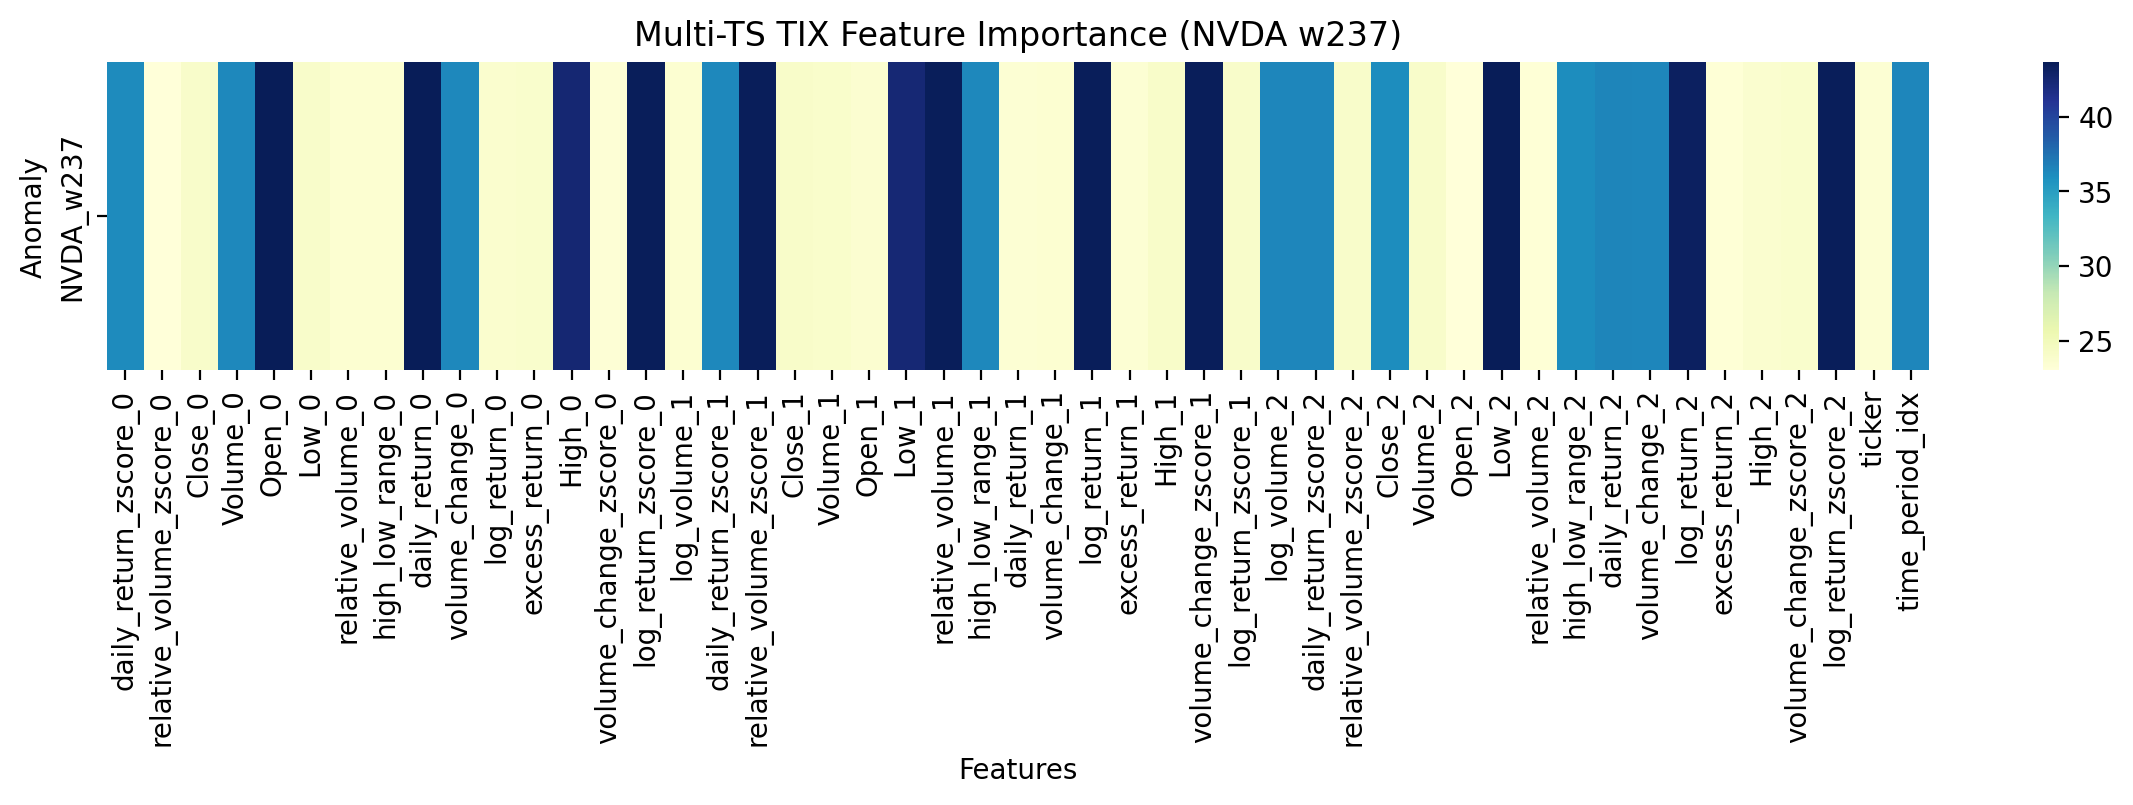 Multi-TS TIX Feature Importance (NVDA w237)
Anomaly
NVDA_w237
40
35
30
25
daily_return_zscore_0
relative_volume_zscore_0
Close_0
Volume_0
Open_0
Low_0
relative_volume_0
high_low_range_0
daily_return_0
volume_change_0
log_return_0
excess_return_0
High_0
volume_change_zscore_0
log_return_zscore_0
log_volume_1
daily_return_zscore_1
relative_volume_zscore_1
Close_1
Volume_1
Open_1
Low_1
relative_volume_1
high_low_range_1
daily_return_1
volume_change_1
log_return_1
excess_return_1
High_1
volume_change_zscore_1
log_return_zscore_1
log_volume_2
daily_return_zscore_2
relative_volume_zscore_2
Close_2
Volume_2
Open_2
Low_2
relative_volume_2
high_low_range_2
daily_return_2
volume_change_2
log_return_2
excess_return_2
High_2
volume_change_zscore_2
log_return_zscore_2
ticker
time_period_idx
Features